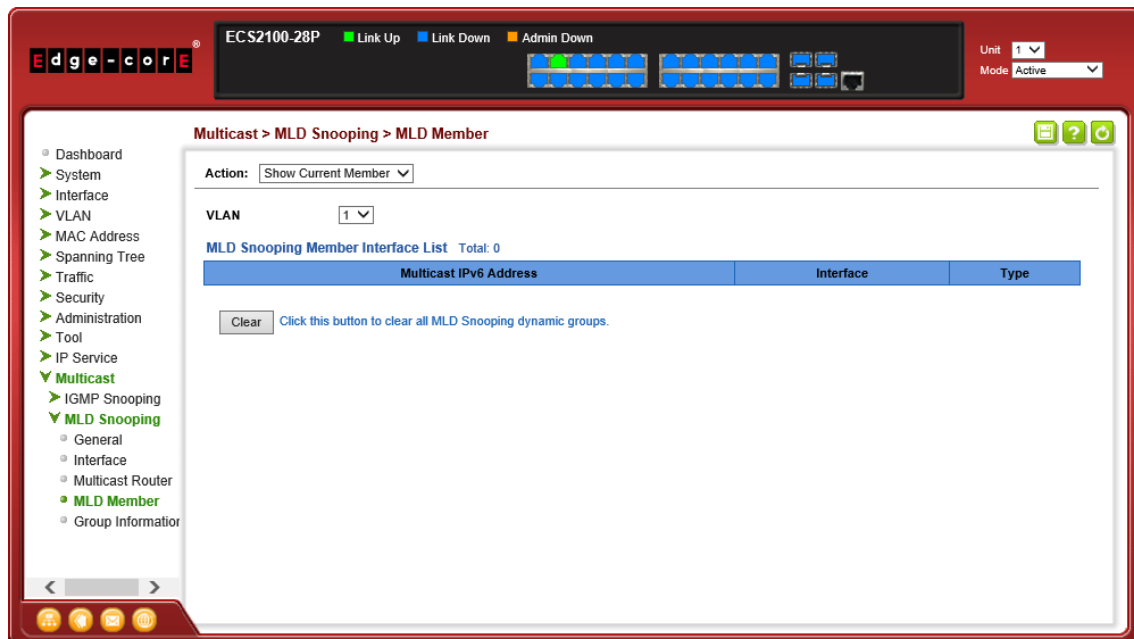 Edge-corE®
ECS2100-28P Link Up Link Down Admin Down
Unit 1
Mode Active
Multicast > MLD Snooping > MLD Member
Dashboard
System
Interface
VLAN
MAC Address
Spanning Tree
Traffic
Security
Administration
Tool
IP Service
Multicast
IGMP Snooping
MLD Snooping
General
Interface
Multicast Router
MLD Member
Group Information
Action: Show Current Member
VLAN 1
MLD Snooping Member Interface List Total: 0
Multicast IPv6 Address Interface Type
Clear Click this button to clear all MLD Snooping dynamic groups.